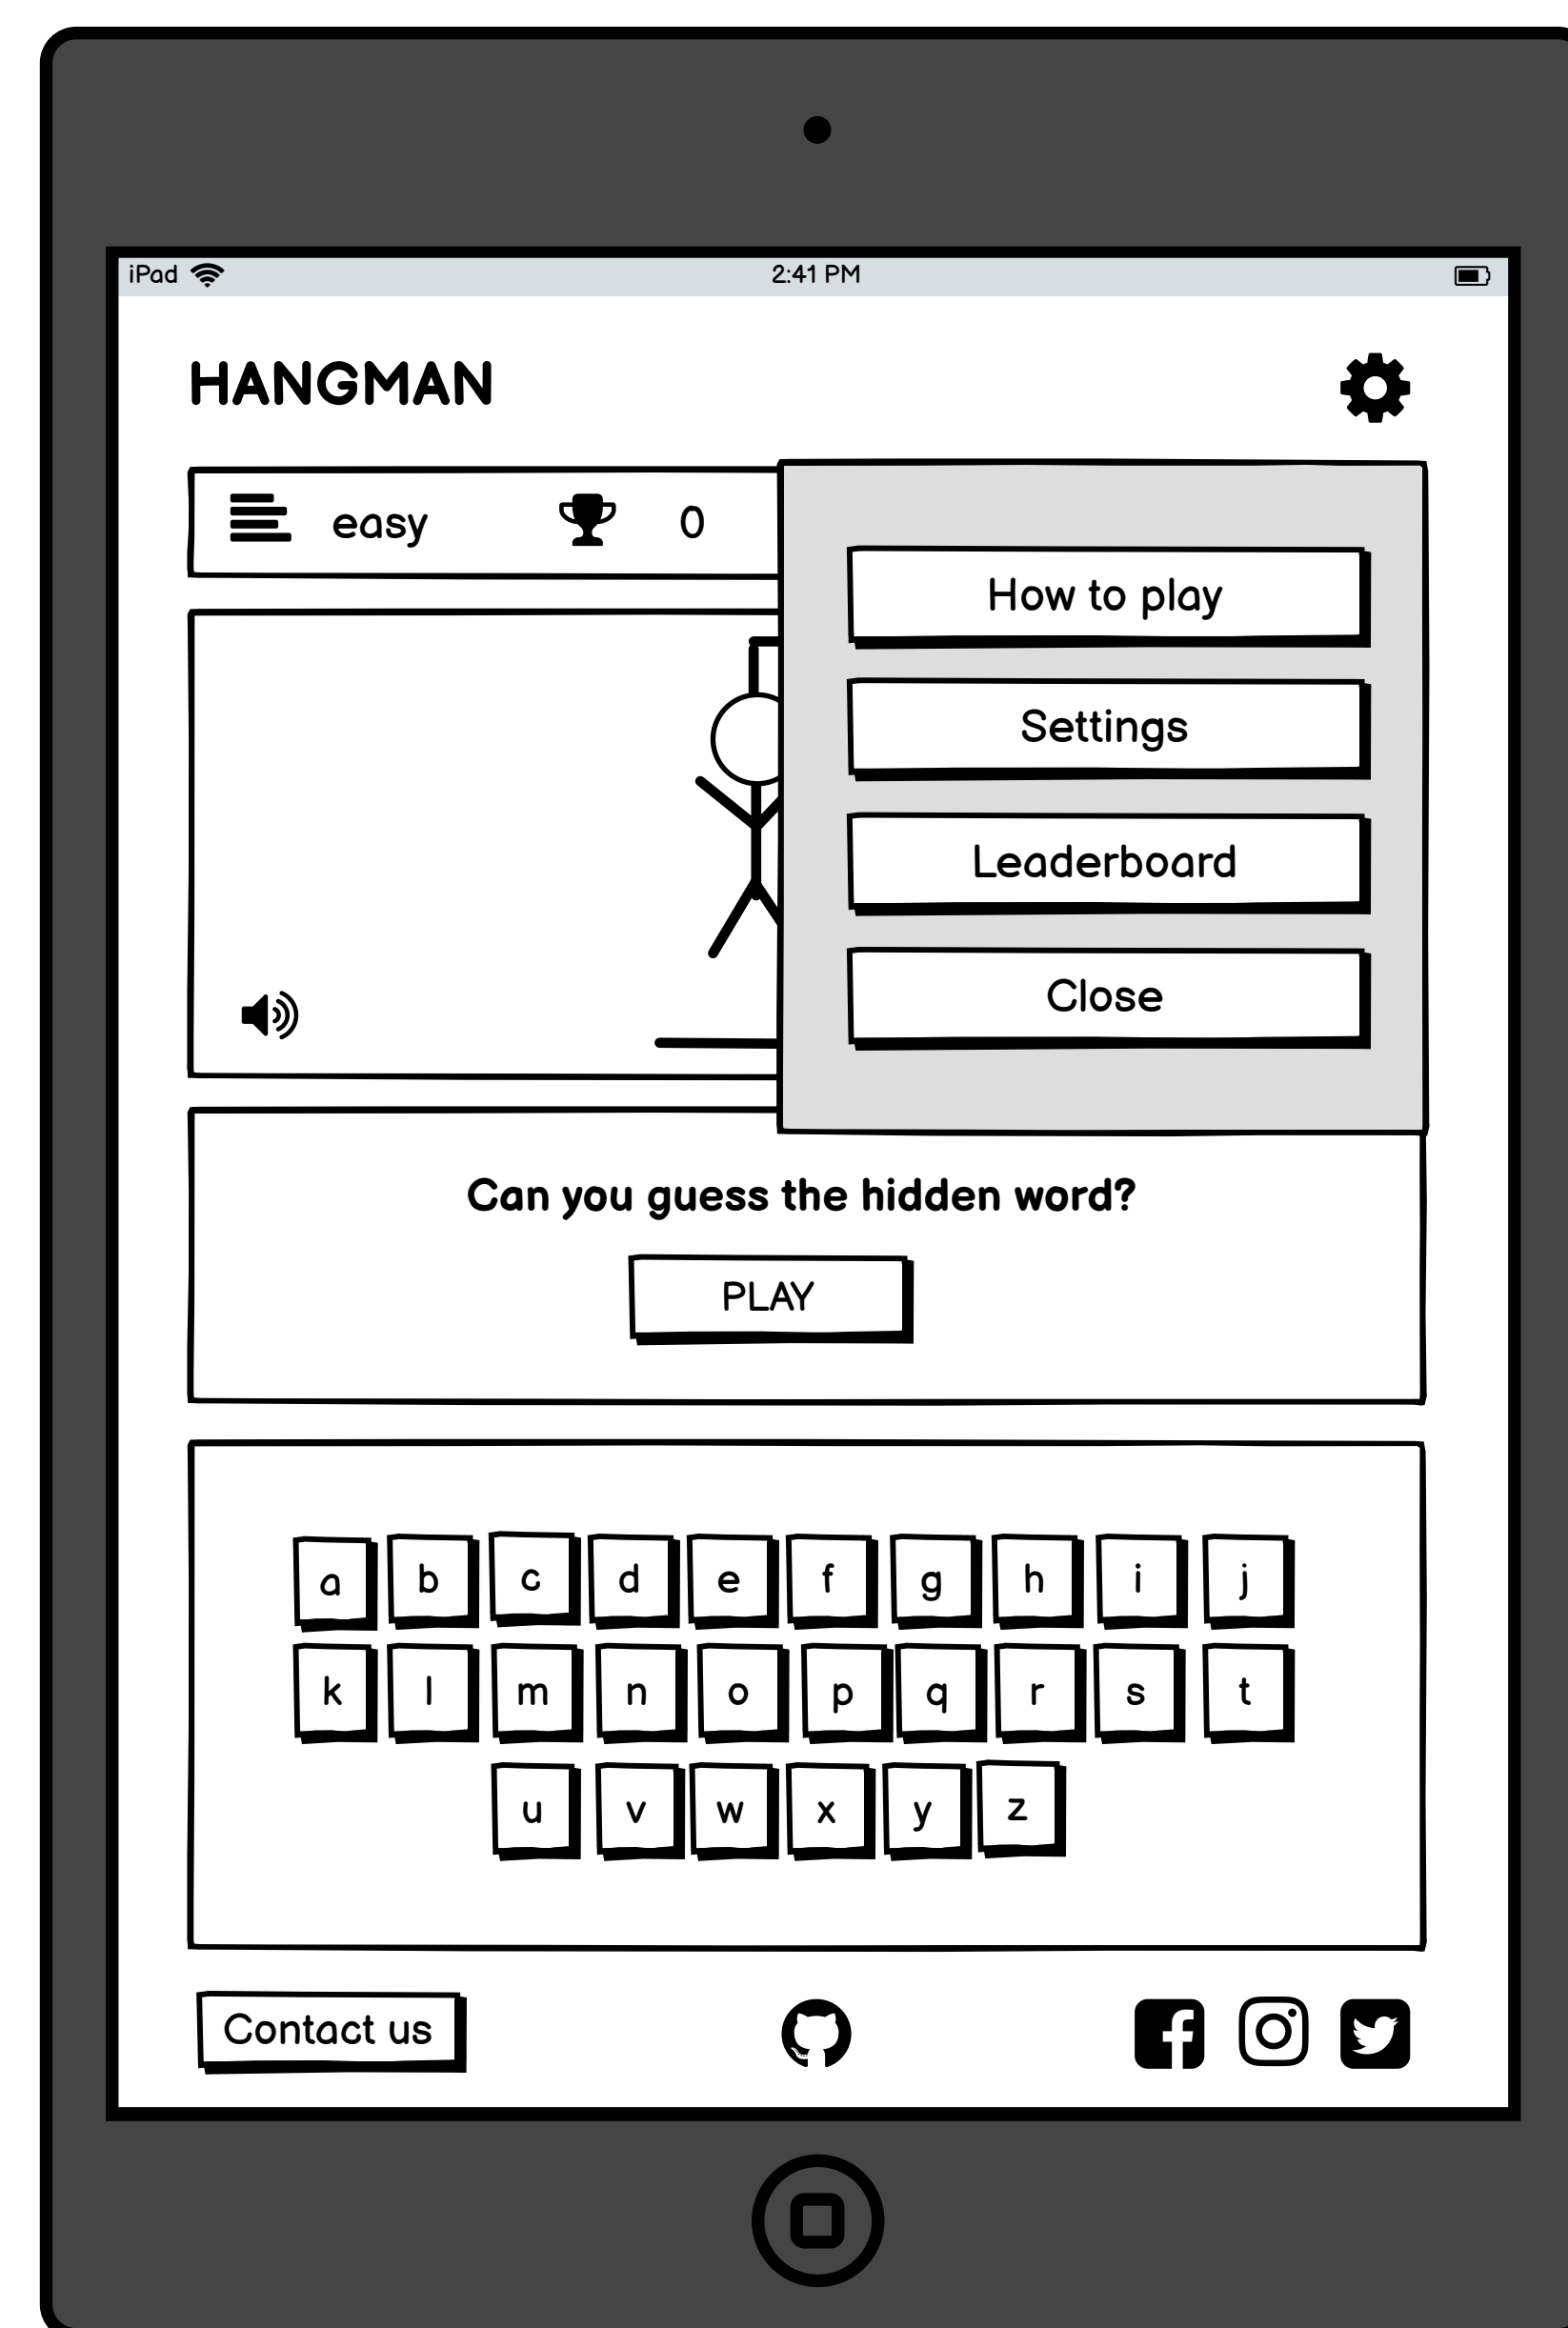 iPad 2:41 PM
HANGMAN
easy 0
How to play
Settings
Leaderboard
Close
Can you guess the hidden word?
PLAY
a b c d e f g h i j
k l m n o p q r s t
u v w x y z
Contact us